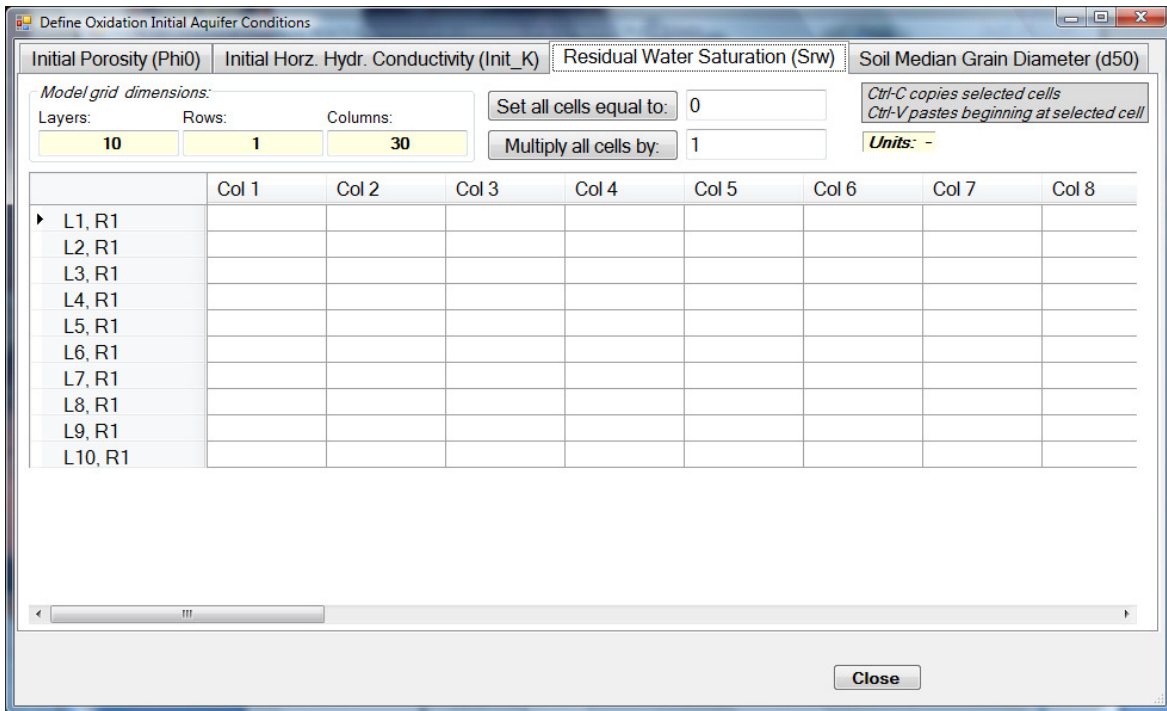 Define Oxidation Initial Aquifer Conditions
Initial Porosity (Phi0) Initial Horz. Hydr. Conductivity (Init_K) Residual Water Saturation (Srw) Soil Median Grain Diameter (d50)
Model grid dimensions:
Layers: Rows: Columns:
10 1 30
Set all cells equal to: 0
Multiply all cells by: 1
Ctrl-C copies selected cells
Ctrl-V pastes beginning at selected cell
Units: -
Col 1 Col 2 Col 3 Col 4 Col 5 Col 6 Col 7 Col 8
L1, R1
L2, R1
L3, R1
L4, R1
L5, R1
L6, R1
L7, R1
L8, R1
L9, R1
L10, R1
Close